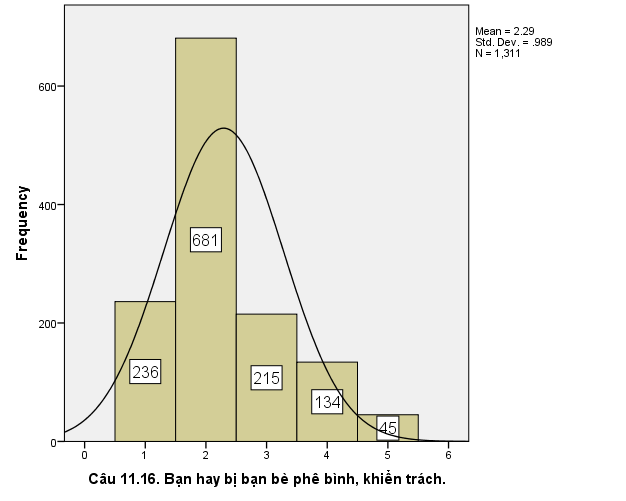 Mean = 2.29
Std. Dev. = .989
N = 1,311
Frequency
600
400
200
0
681
236
215
134
45
0 1 2 3 4 5 6
Câu 11.16. Bạn hay bị bạn bè phê bình, khiển trách.